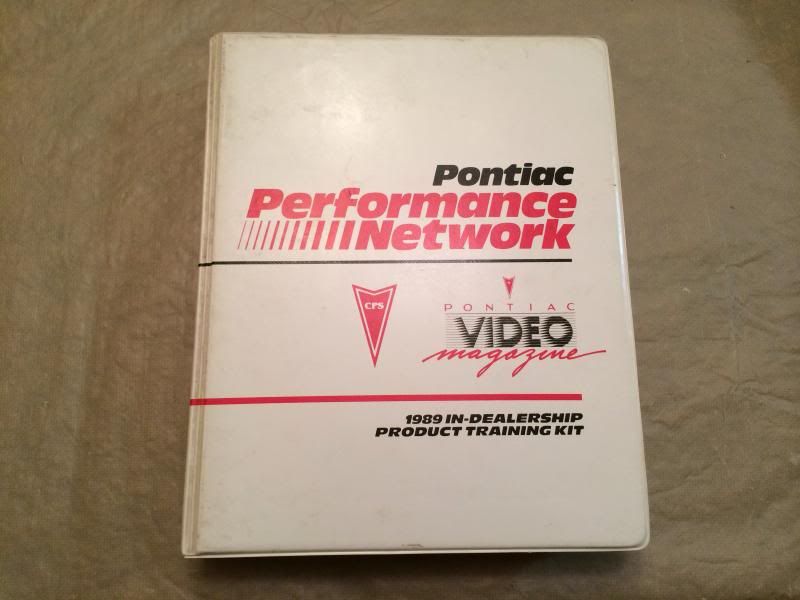 Pontiac
Performance
Network
CPS
PONTIAC
VIDEO
magazine
1989 IN-DEALERSHIP
PRODUCT TRAINING KIT